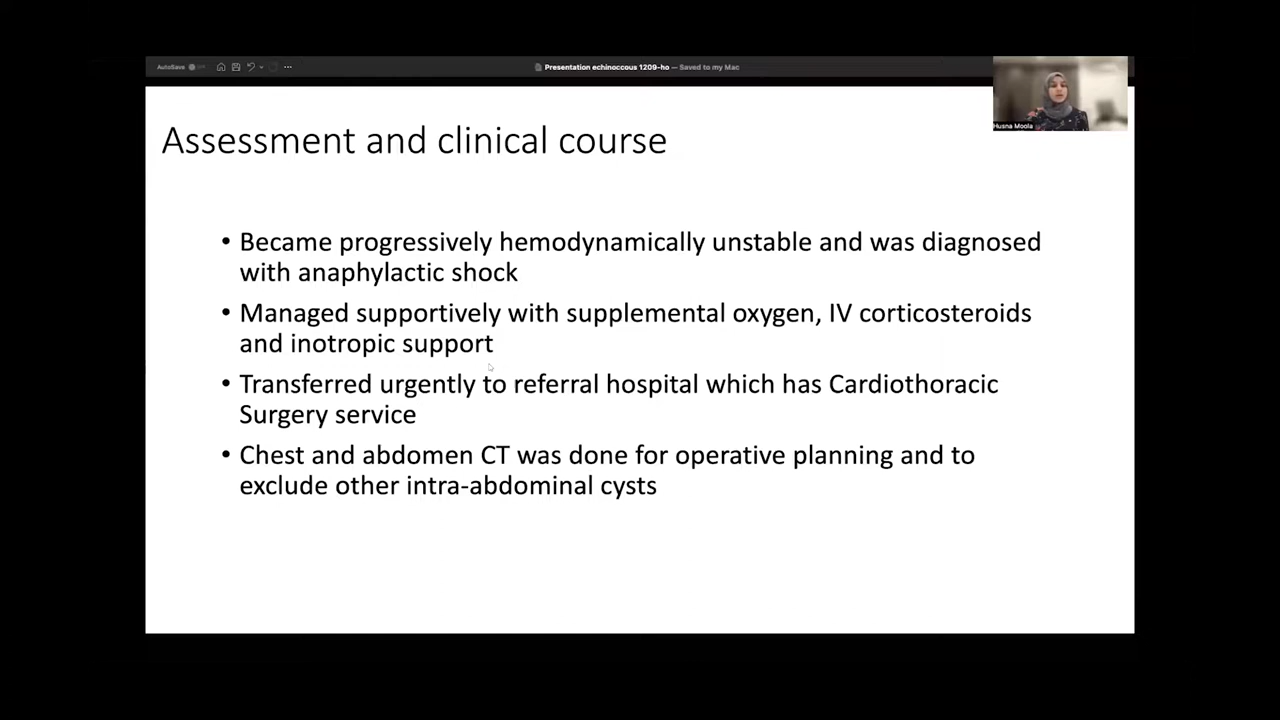 AutoSave
Presentation echinoccous 1209-ho — Saved to my Mac
Husna Moola
Assessment and clinical course
• Became progressively hemodynamically unstable and was diagnosed
with anaphylactic shock
• Managed supportively with supplemental oxygen, IV corticosteroids
and inotropic support
• Transferred urgently to referral hospital which has Cardiothoracic
Surgery service
• Chest and abdomen CT was done for operative planning and to
exclude other intra-abdominal cysts